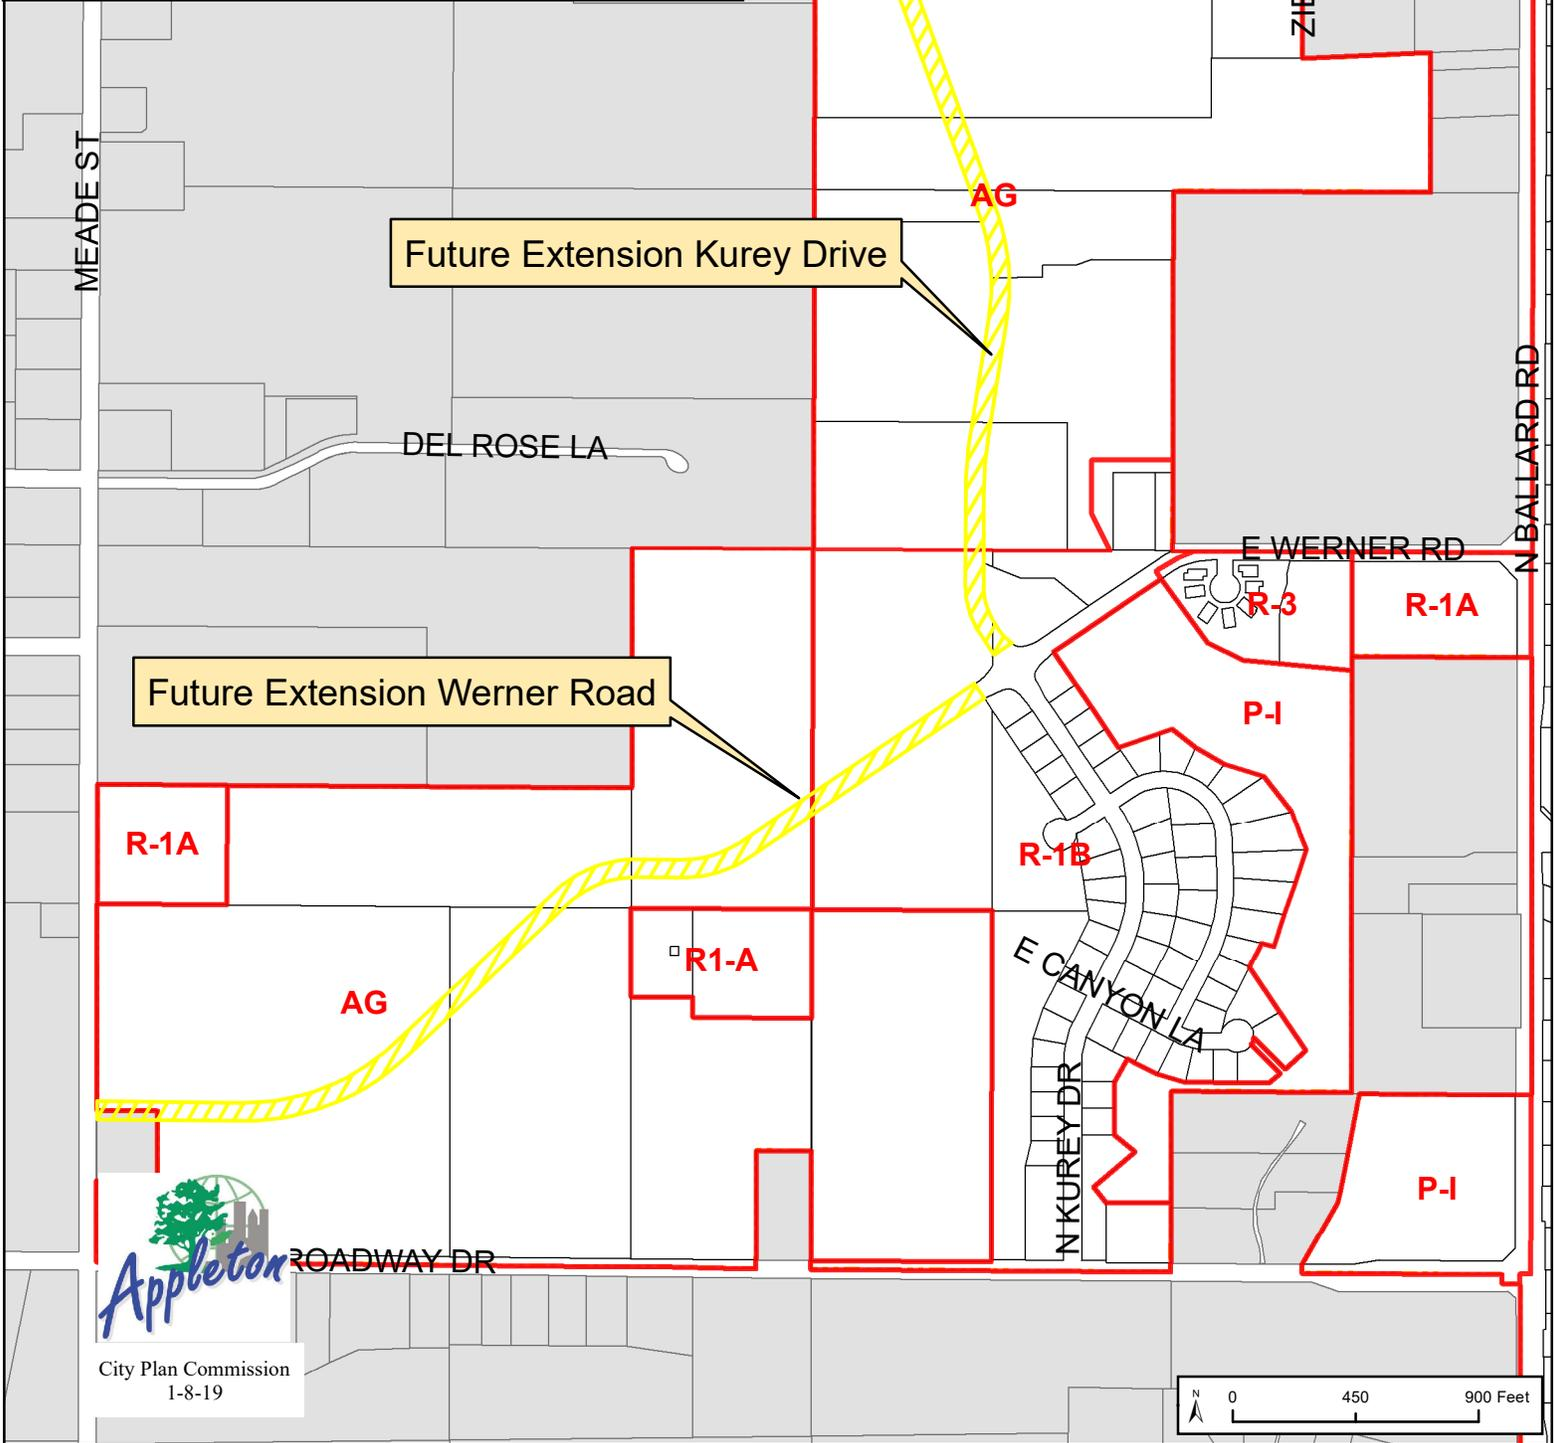 ZIE
MEADE ST
AG
Future Extension Kurey Drive
DEL ROSE LA
N BALLARD RD
E WERNER RD
R-3
R-1A
Future Extension Werner Road
P-I
R-1A
R-1B
E CANYON LA
R1-A
AG
N KUREY DR
P-I
ROADWAY DR
Appleton
City Plan Commission
1-8-19
N
0 450 900 Feet